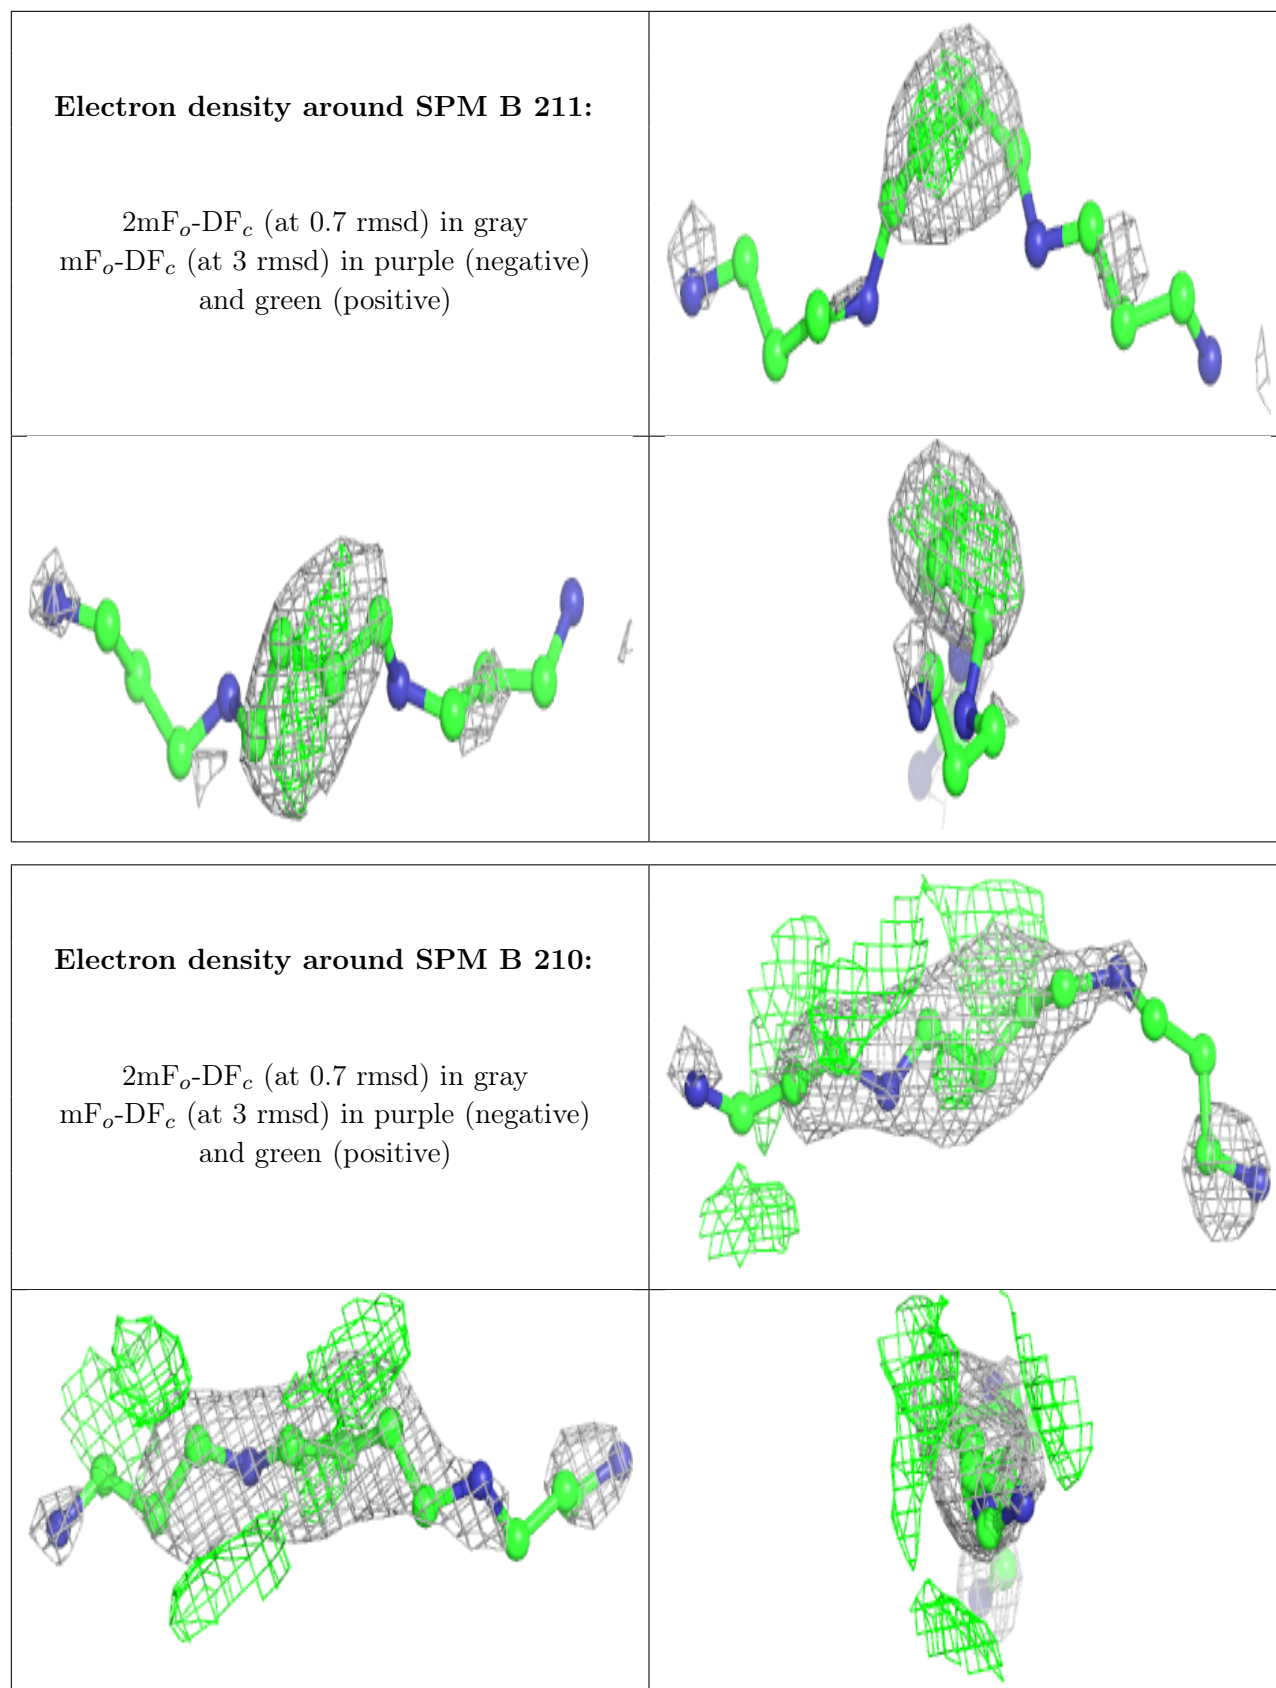 Electron density around SPM B 211:
2mFo-DFc (at 0.7 rmsd) in gray
mFo-DFc (at 3 rmsd) in purple (negative)
and green (positive)
Electron density around SPM B 210:
2mFo-DFc (at 0.7 rmsd) in gray
mFo-DFc (at 3 rmsd) in purple (negative)
and green (positive)